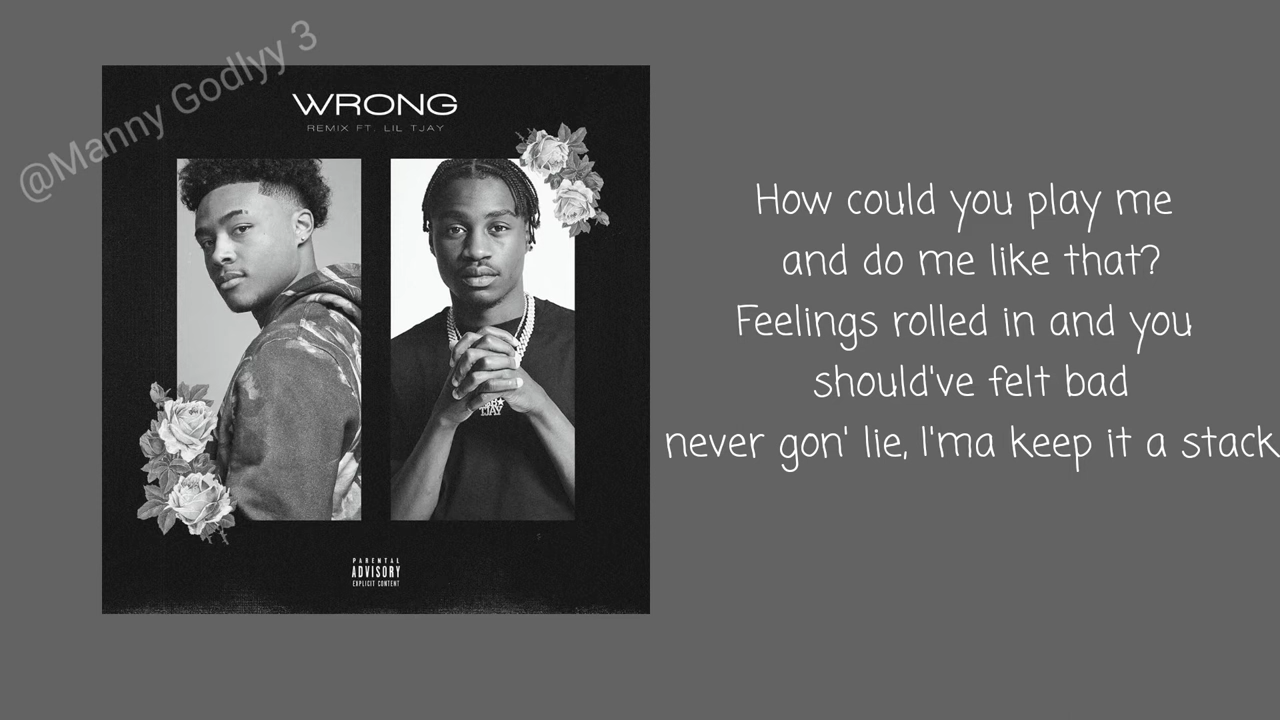 @Manny Godlyy 3
WRONG
REMIX FT. LIL TJAY
How could you play me
and do me like that?
Feelings rolled in and you
should've felt bad
never gon' lie, I'ma keep it a stack
TJAY
PARENTAL
ADVISORY
EXPLICIT CONTENT